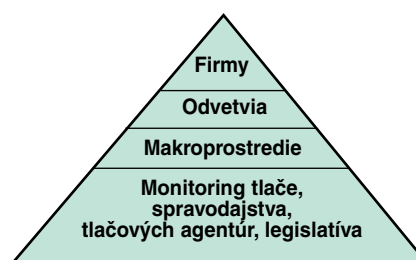 Firmy
Odvetvia
Makroprostredie
Monitoring tlače,
spravodajstva,
tlačových agentúr, legislatíva